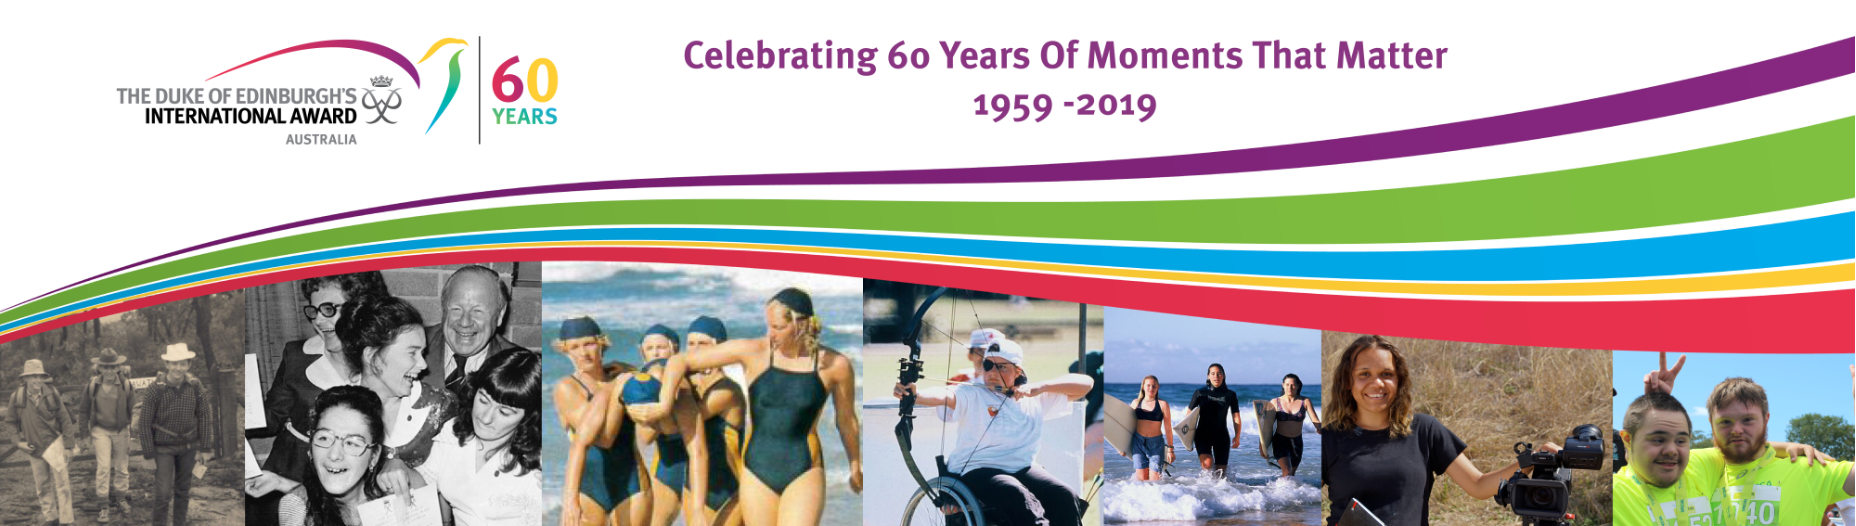 THE DUKE OF EDINBURGH'S
INTERNATIONAL AWARD
AUSTRALIA
60
YEARS
Celebrating 60 Years Of Moments That Matter
1959 -2019